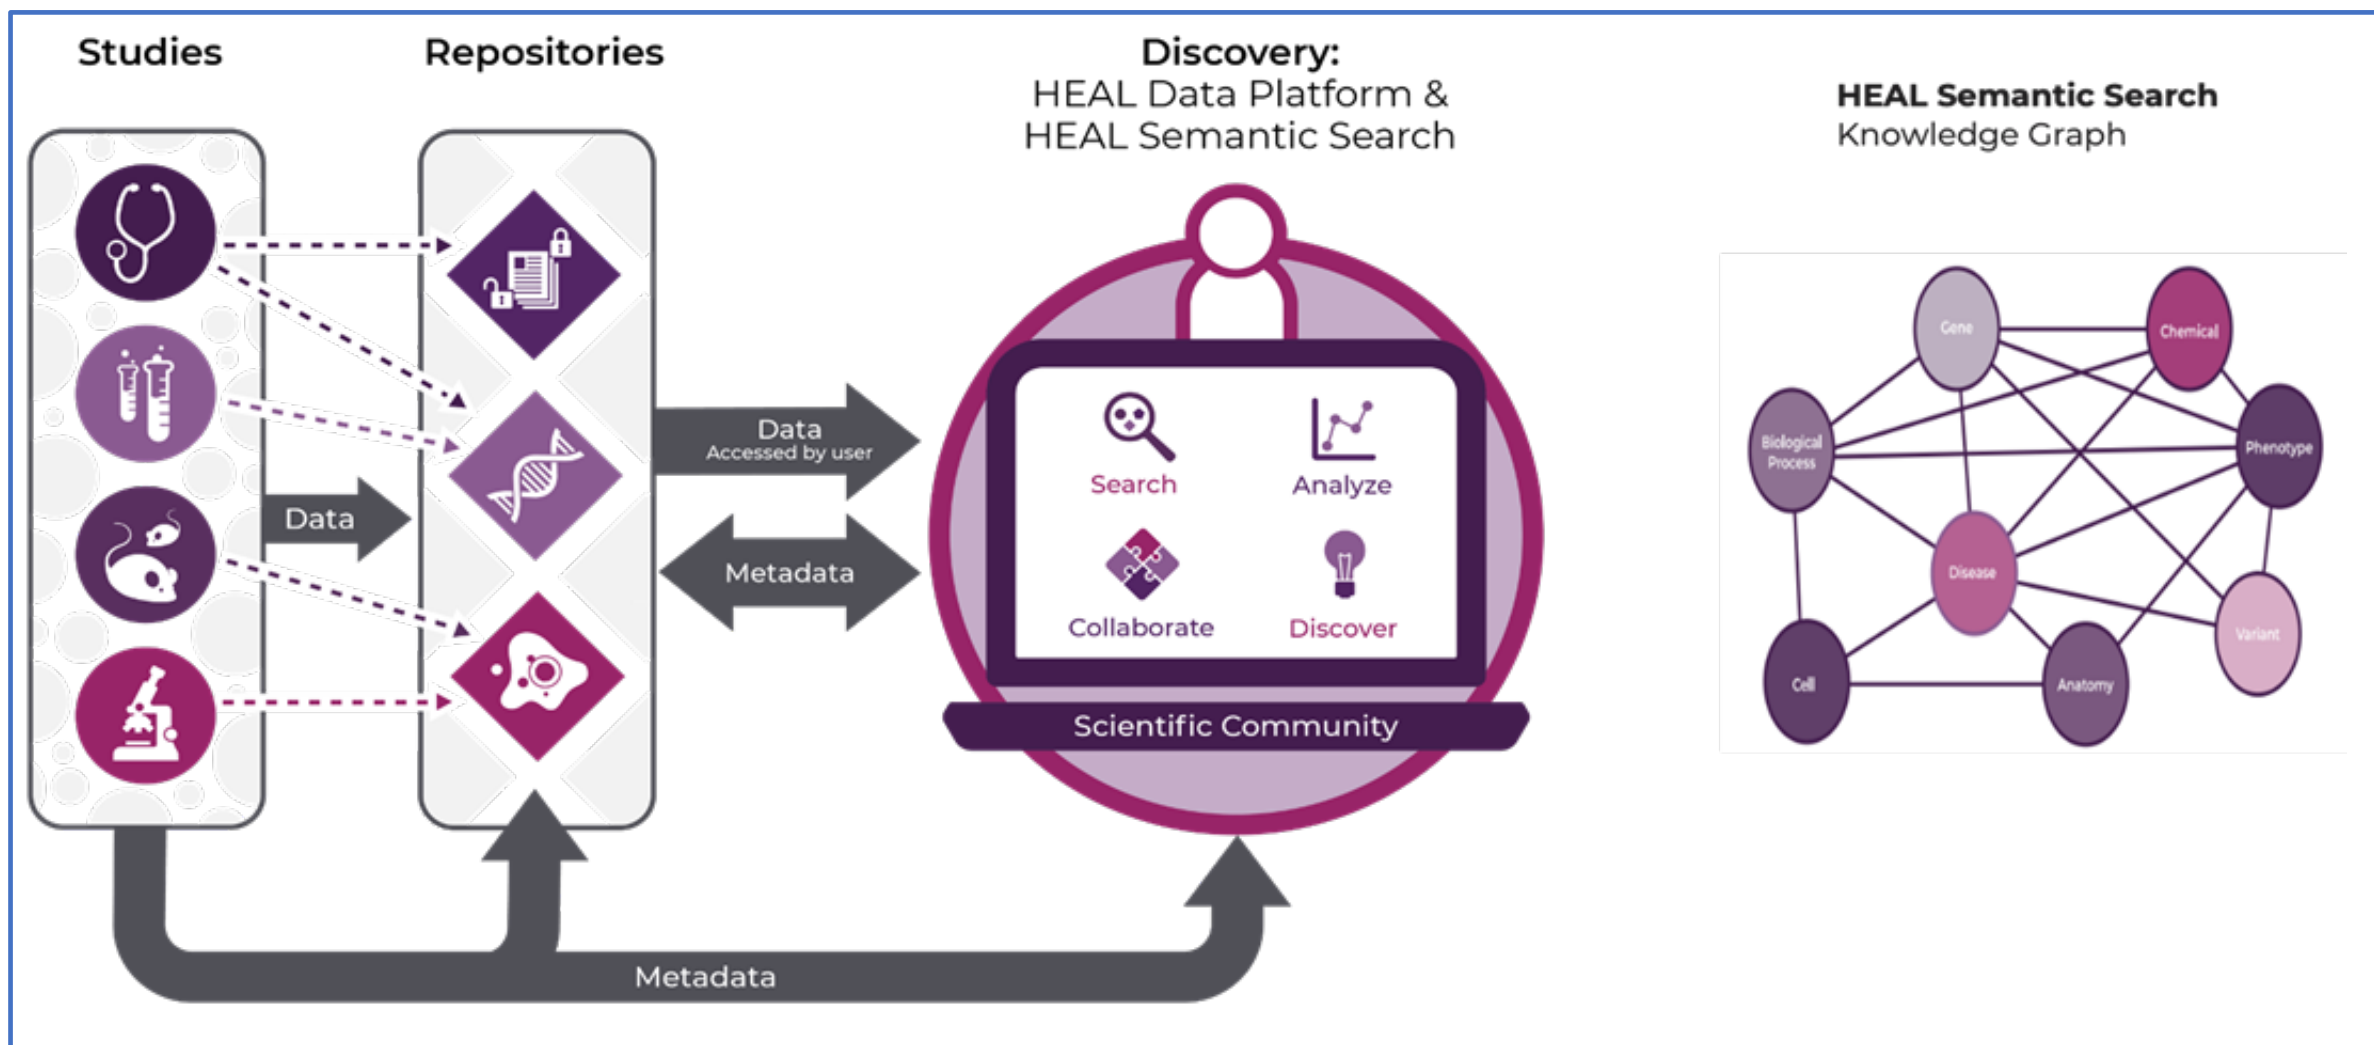 Studies
Repositories
Discovery:
HEAL Data Platform &
HEAL Semantic Search
HEAL Semantic Search
Knowledge Graph
Data
Data
Accessed by user
Metadata
Search
Analyze
Collaborate
Discover
Scientific Community
Metadata
Gene
Chemical
Biological
Process
Phenotype
Disease
Variant
Cell
Anatomy